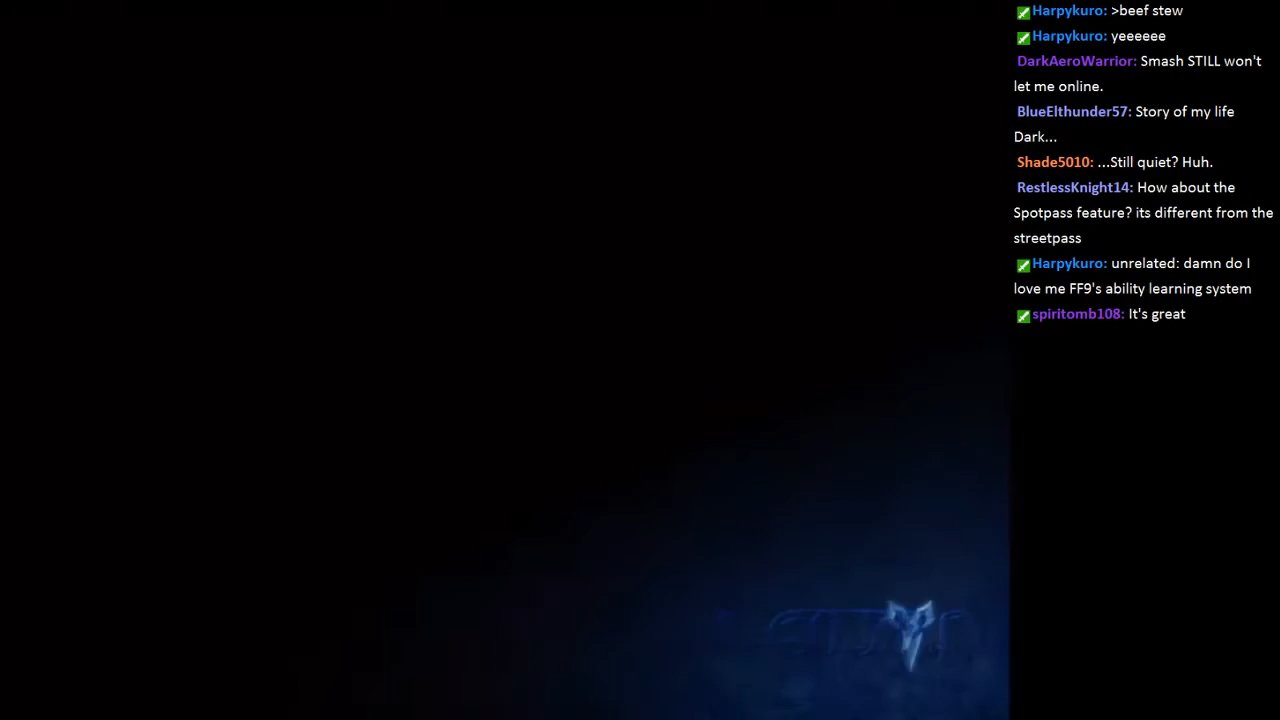 Harpykuro: >beef stew
Harpykuro: yeeeeee
DarkAeroWarrior: Smash STILL won't
let me online.
BlueElthunder57: Story of my life
Dark...
Shade5010: ...Still quiet? Huh.
RestlessKnight14: How about the
Spotpass feature? its different from the
streetpass
Harpykuro: unrelated: damn do I
love me FF9's ability learning system
spiritomb108: It's great